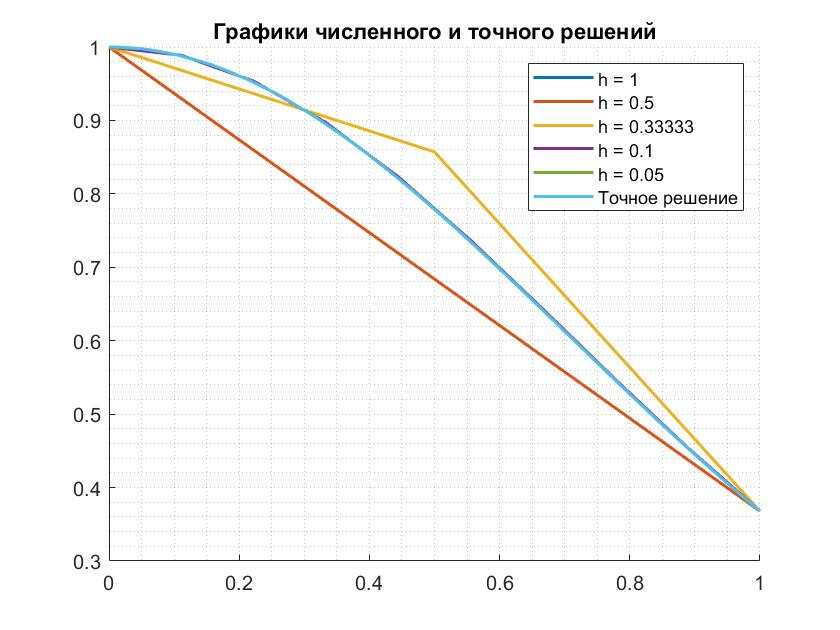 Графики численного и точного решений
h = 1
h = 0.5
h = 0.33333
h = 0.1
h = 0.05
Точное решение
1
0.9
0.8
0.7
0.6
0.5
0.4
0.3
0
0.2
0.4
0.6
0.8
1